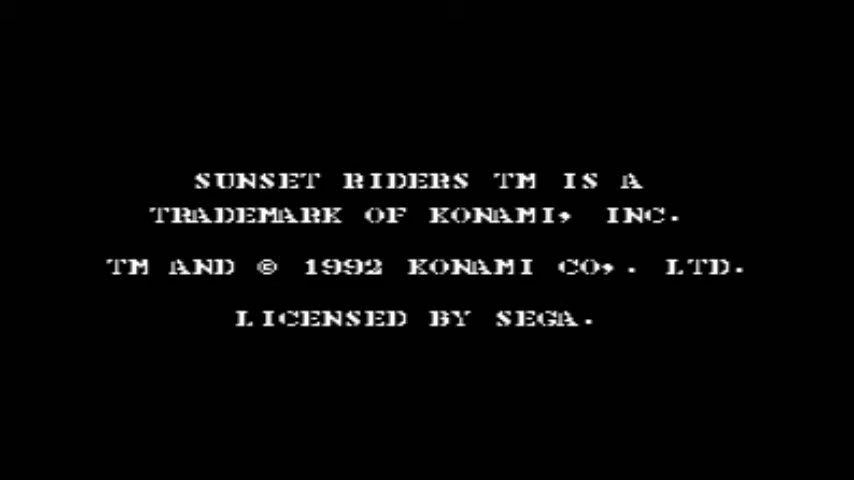 SUNSET RIDERS TM IS A
TRADEMARK OF KONAMI, INC.
TM AND © 1992 KONAMI CO,. LTD.
LICENSED BY SEGA.